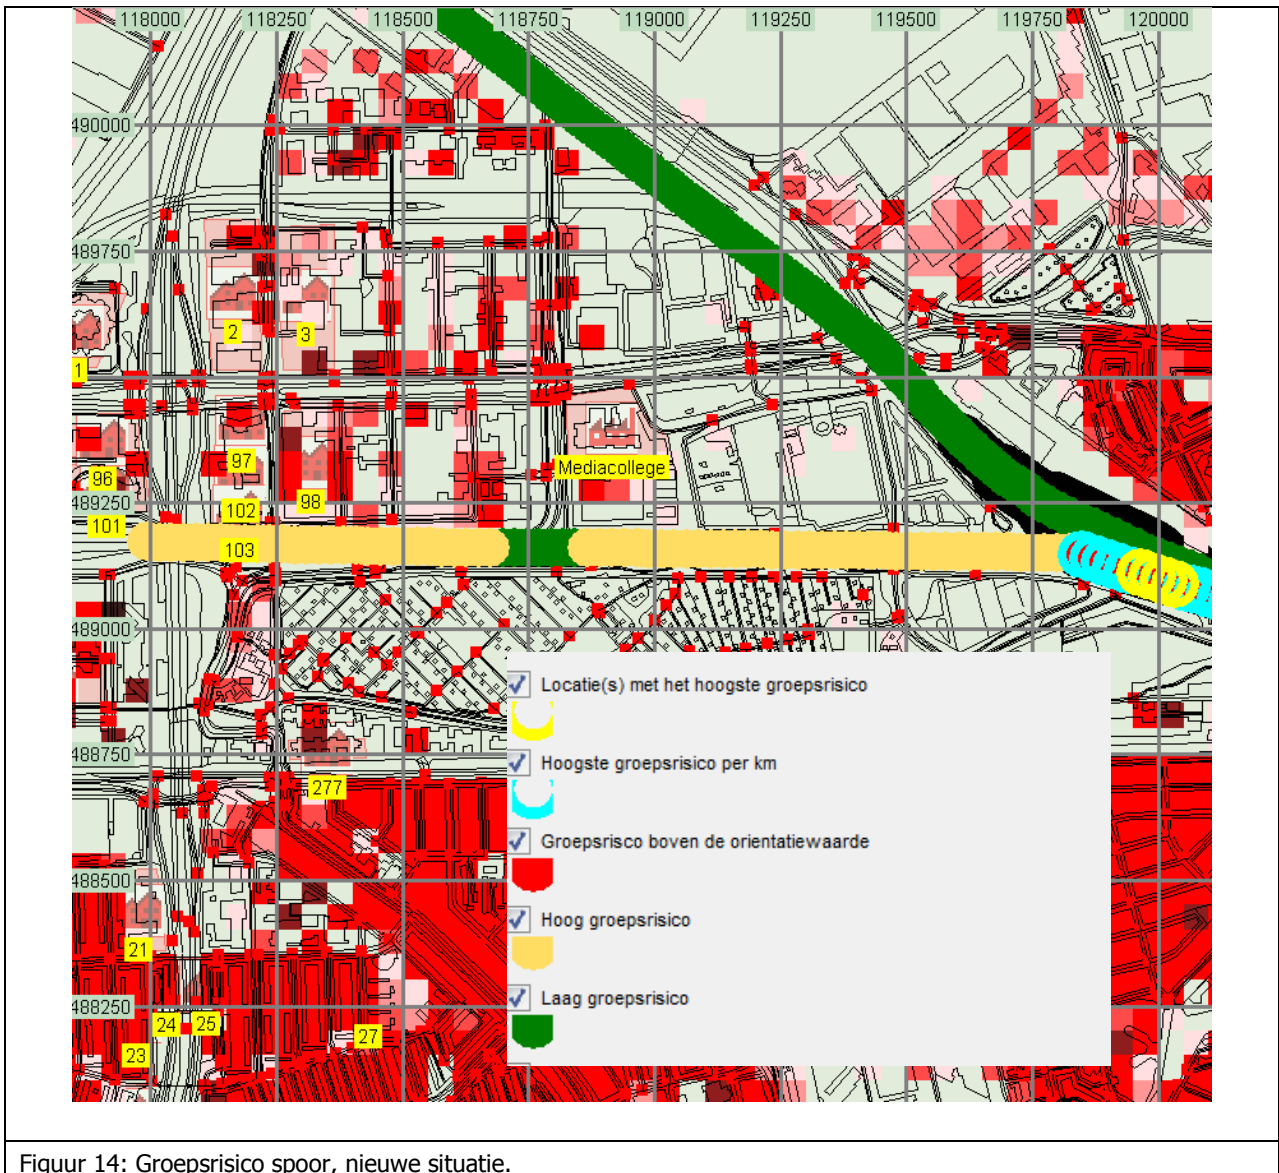 118000 118250 118500 118750 119000 119250 119500 119750 120000
490000
489750
2
3
1
97
Mediacollege
96
98
489250
102
101
103
489000
488750
277
488500
21
488250
24
25
27
23
Locatie(s) met het hoogste groepsrisico
Hoogste groepsrisico per km
Groepsrisco boven de orientatiewaarde
Hoog groepsrisico
Laag groepsrisico
Figuur 14: Groepsrisico spoor, nieuwe situatie.